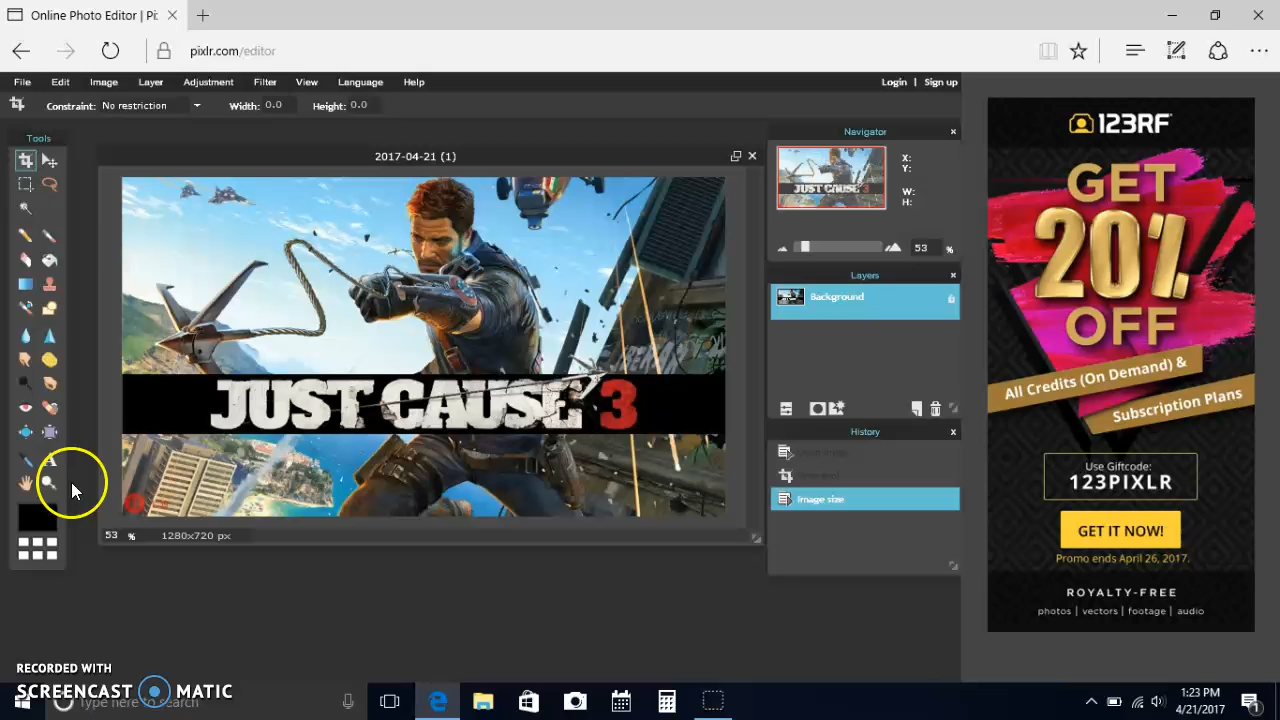 Online Photo Editor | Pi
pixlr.com/editor
File Edit Image Layer Adjustment Filter View Language Help
Login | Sign up
Constraint: No restriction Width: 0.0 Height: 0.0
Tools
2017-04-21 (1)
JUST CAUSE 3
53 % 1280x720 px
Navigator
X:
Y:
W:
H:
53 %
Layers
Background
History
Image size
123RF
GET
20%
OFF
All Credits (On Demand) &
Subscription Plans
Use Giftcode:
123PIXLR
GET IT NOW!
Promo ends April 26, 2017.
ROYALTY-FREE
photos | vectors | footage | audio
RECORDED WITH
SCREENCAST MATIC
Type here to search
1:23 PM
4/21/2017
1